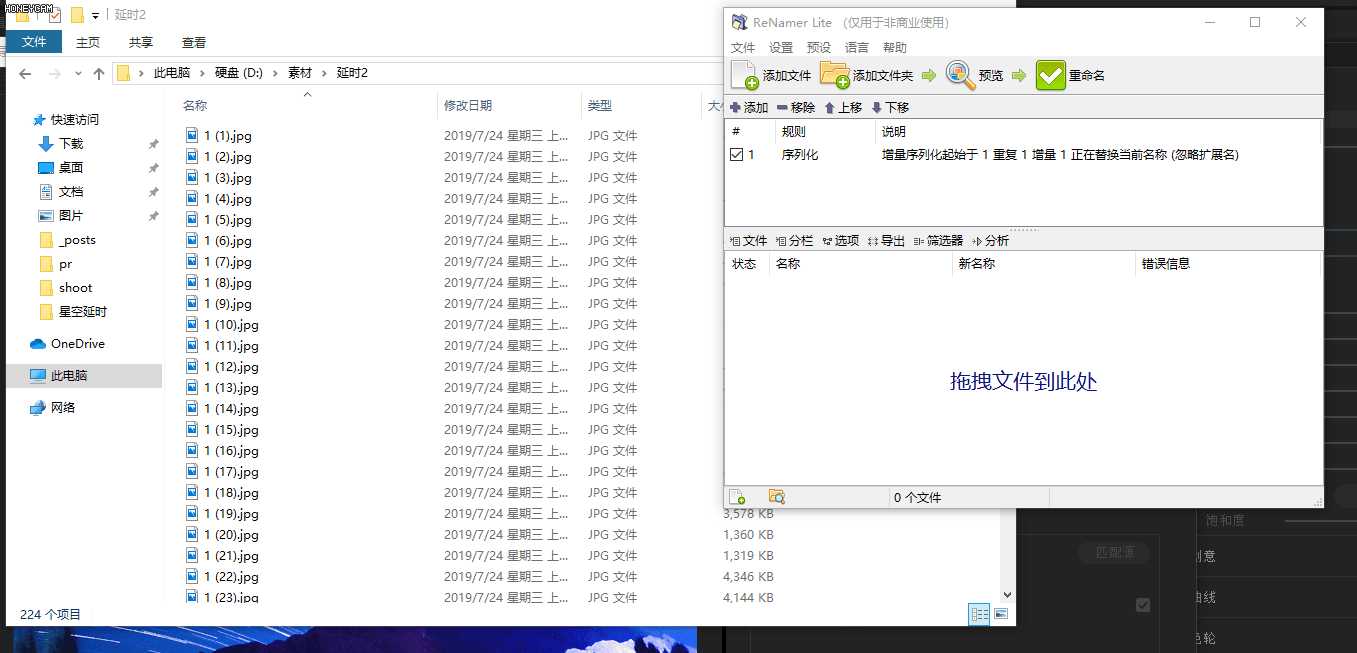 HONEYCAM
延时2
文件 主页 共享 查看
此电脑 硬盘 (D:) 素材 延时2
名称 修改日期 类型
快速访问
下载
桌面
文档
图片
_posts
pr
shoot
星空延时
OneDrive
此电脑
网络
1 (1).jpg 2019/7/24 星期三 上... JPG 文件
1 (2).jpg 2019/7/24 星期三 上... JPG 文件
1 (3).jpg 2019/7/24 星期三 上... JPG 文件
1 (4).jpg 2019/7/24 星期三 上... JPG 文件
1 (5).jpg 2019/7/24 星期三 上... JPG 文件
1 (6).jpg 2019/7/24 星期三 上... JPG 文件
1 (7).jpg 2019/7/24 星期三 上... JPG 文件
1 (8).jpg 2019/7/24 星期三 上... JPG 文件
1 (9).jpg 2019/7/24 星期三 上... JPG 文件
1 (10).jpg 2019/7/24 星期三 上... JPG 文件
1 (11).jpg 2019/7/24 星期三 上... JPG 文件
1 (12).jpg 2019/7/24 星期三 上... JPG 文件
1 (13).jpg 2019/7/24 星期三 上... JPG 文件
1 (14).jpg 2019/7/24 星期三 上... JPG 文件
1 (15).jpg 2019/7/24 星期三 上... JPG 文件
1 (16).jpg 2019/7/24 星期三 上... JPG 文件
1 (17).jpg 2019/7/24 星期三 上... JPG 文件
1 (18).jpg 2019/7/24 星期三 上... JPG 文件
1 (19).jpg 2019/7/24 星期三 上... JPG 文件 3,578 KB
1 (20).jpg 2019/7/24 星期三 上... JPG 文件 1,360 KB
1 (21).jpg 2019/7/24 星期三 上... JPG 文件 1,319 KB
1 (22).jpg 2019/7/24 星期三 上... JPG 文件 4,346 KB
1 (23).jpg 2019/7/24 星期三 上... JPG 文件 4,144 KB
224 个项目
ReNamer Lite （仅用于非商业使用）
文件 设置 预设 语言 帮助
添加文件 添加文件夹 预览 重命名
添加 移除 上移 下移
# 规则 说明
1 序列化 增量序列化起始于 1 重复 1 增量 1 正在替换当前名称 (忽略扩展名)
文件 分栏 选项 导出 筛选器 分析
状态 名称 新名称 错误信息
拖拽文件到此处
0 个文件
饱和度
匹配源
创意
曲线
色轮